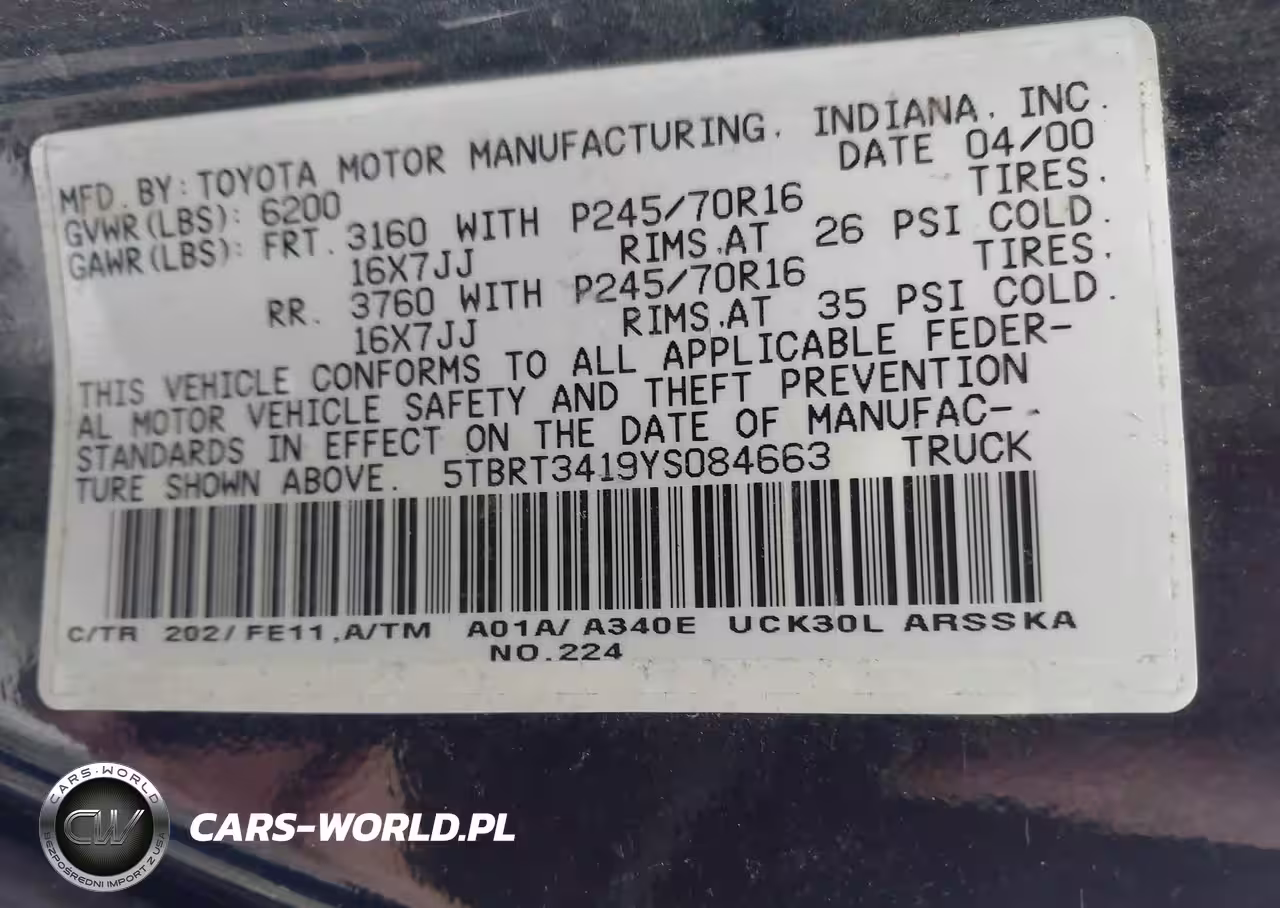 MFD. BY: TOYOTA MOTOR MANUFACTURING, INDIANA, INC.
GVWR(LBS): 6200 DATE 04/00
GAWR(LBS): FRT. 3160 WITH P245/70R16 TIRES.
16X7JJ RIMS.AT 26 PSI COLD.
RR. 3760 WITH P245/70R16 TIRES.
16X7JJ RIMS.AT 35 PSI COLD.
THIS VEHICLE CONFORMS TO ALL APPLICABLE FEDER-
AL MOTOR VEHICLE SAFETY AND THEFT PREVENTION
STANDARDS IN EFFECT ON THE DATE OF MANUFAC-
TURE SHOWN ABOVE. 5TBRT3419YS084663 TRUCK
C/TR 202/FE11,A/TM A01A/A340E UCK30L ARSSKA
NO.224
CARS-WORLD
CW
BEZPOŚREDNI IMPORT Z USA
CARS-WORLD.PL